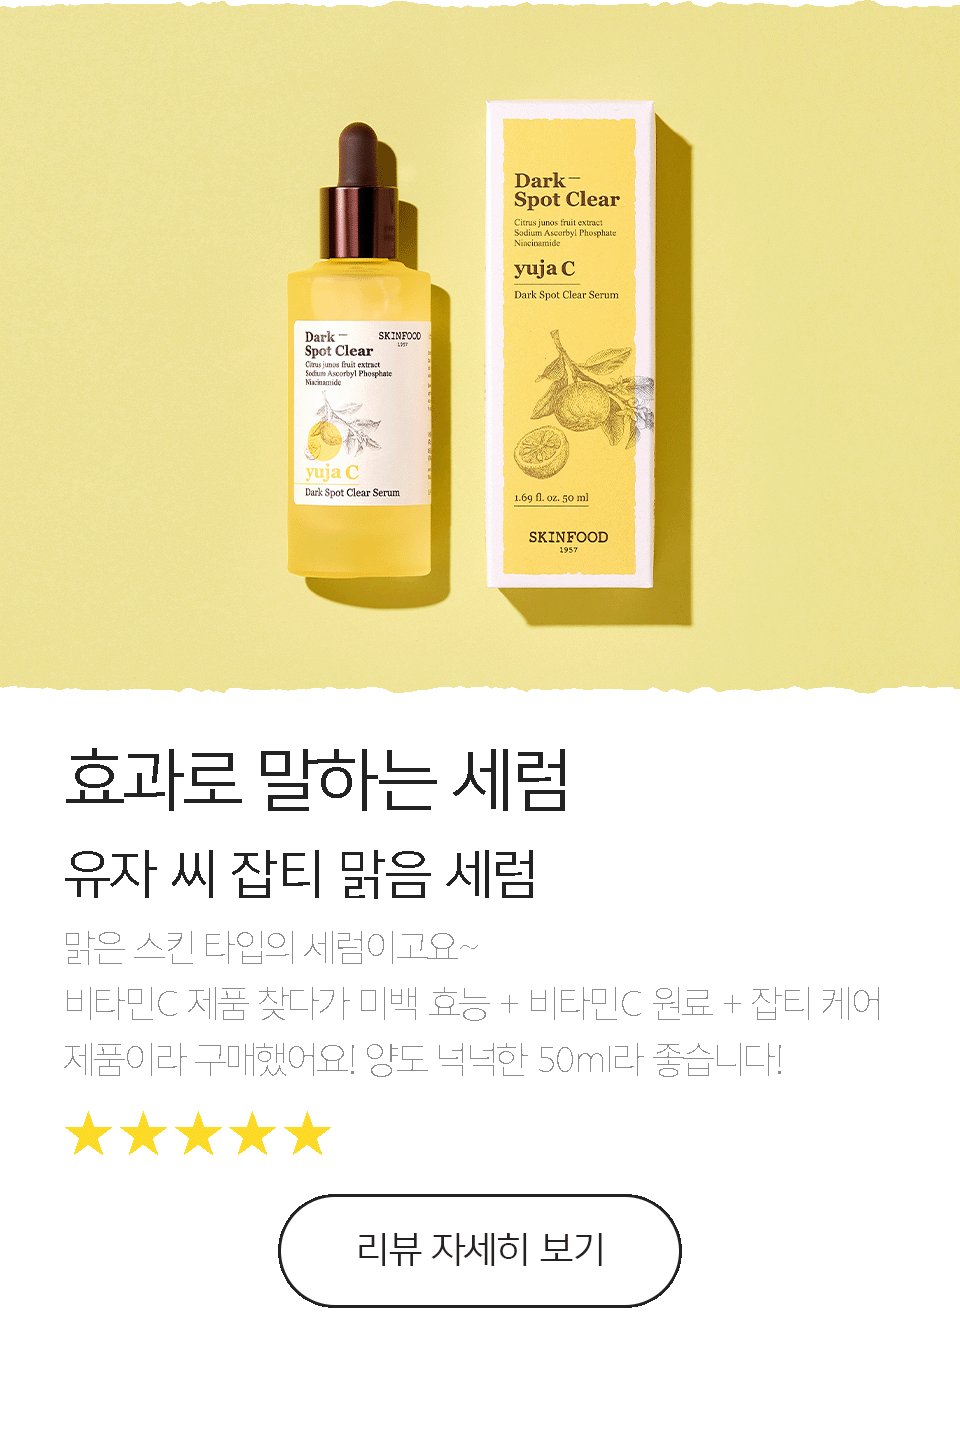 Dark
Spot Clear
SKINFOOD
1957
Citrus junos fruit extract
Sodium Ascorbyl Phosphate
Niacinamide
yuja C
Dark Spot Clear Serum
Dark
Spot Clear
Citrus junos fruit extract
Sodium Ascorbyl Phosphate
Niacinamide
yuja C
Dark Spot Clear Serum
1.69 fl. oz. 50 ml
SKINFOOD
1957
효과로 말하는 세럼
유자 씨 잡티 맑음 세럼
맑은 스킨 타입의 세럼이고요~
비타민C 제품 찾다가 미백 효능 + 비타민C 원료 + 잡티 케어
제품이라 구매했어요! 양도 넉넉한 50ml라 좋습니다!
리뷰 자세히 보기